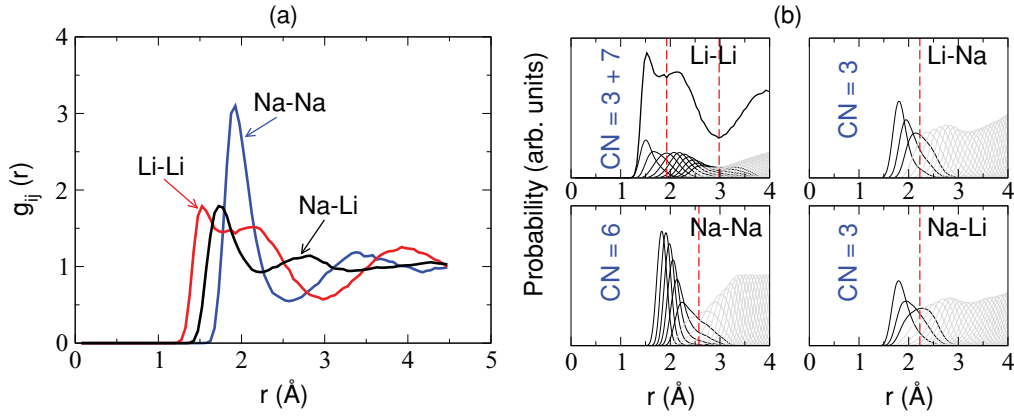 (a)
4
3
2
1
0
g_ij (r)
Na-Na
Li-Li
Na-Li
0 1 2 3 4 5
r (Å)
(b)
Probability (arb. units)
Li-Li
CN = 3 + 7
0 1 2 3 4
Li-Na
CN = 3
0 1 2 3 4
Na-Na
CN = 6
0 1 2 3 4
r (Å)
Na-Li
CN = 3
0 1 2 3 4
r (Å)